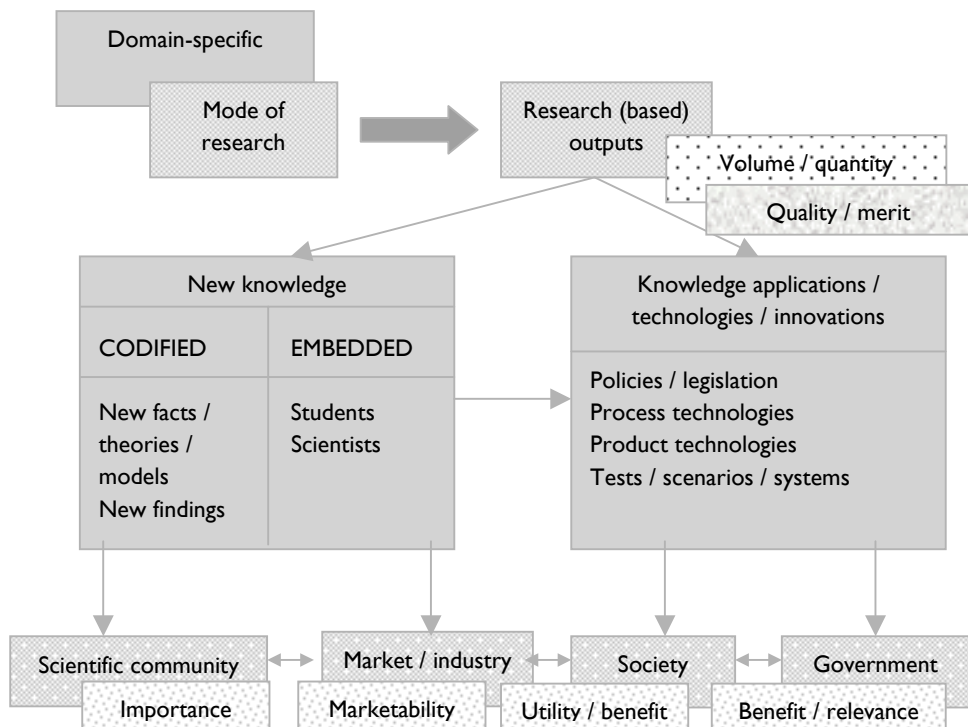 Domain-specific
Mode of
research
Research (based)
outputs
Volume / quantity
Quality / merit
New knowledge
CODIFIED
EMBEDDED
New facts /
theories /
models
New findings
Students
Scientists
Knowledge applications /
technologies / innovations
Policies / legislation
Process technologies
Product technologies
Tests / scenarios / systems
Scientific community
Importance
Market / industry
Marketability
Society
Utility / benefit
Government
Benefit / relevance